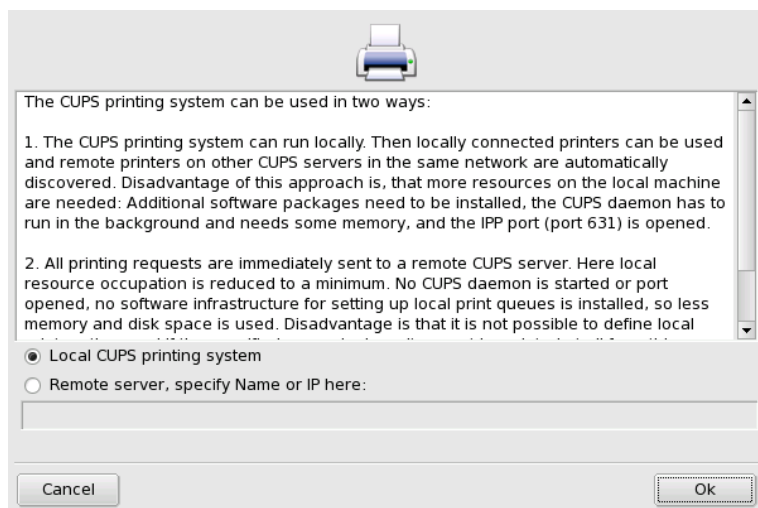 The CUPS printing system can be used in two ways:
1. The CUPS printing system can run locally. Then locally connected printers can be used
and remote printers on other CUPS servers in the same network are automatically
discovered. Disadvantage of this approach is, that more resources on the local machine
are needed: Additional software packages need to be installed, the CUPS daemon has to
run in the background and needs some memory, and the IPP port (port 631) is opened.
2. All printing requests are immediately sent to a remote CUPS server. Here local
resource occupation is reduced to a minimum. No CUPS daemon is started or port
opened, no software infrastructure for setting up local print queues is installed, so less
memory and disk space is used. Disadvantage is that it is not possible to define local
Local CUPS printing system
Remote server, specify Name or IP here:
Cancel
Ok